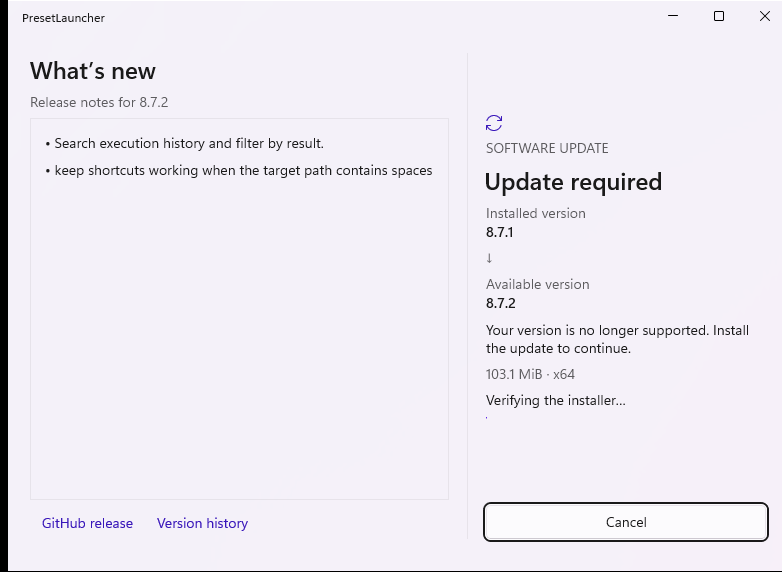 PresetLauncher
What's new
Release notes for 8.7.2
• Search execution history and filter by result.
• keep shortcuts working when the target path contains spaces
GitHub release
Version history
SOFTWARE UPDATE
Update required
Installed version
8.7.1
↓
Available version
8.7.2
Your version is no longer supported. Install
the update to continue.
103.1 MiB · x64
Verifying the installer...
Cancel